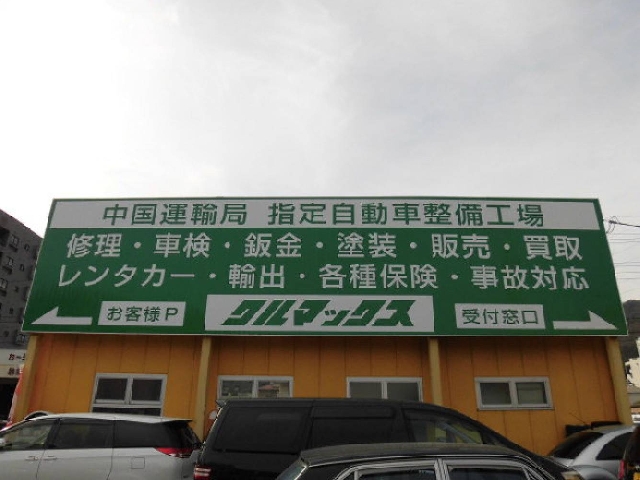 中国運輸局 指定自動車整備工場
修理・車検・鈑金・塗装・販売・買取
レンタカー・輸出・各種保険・事故対応
お客様P
クルマックス
受付窓口